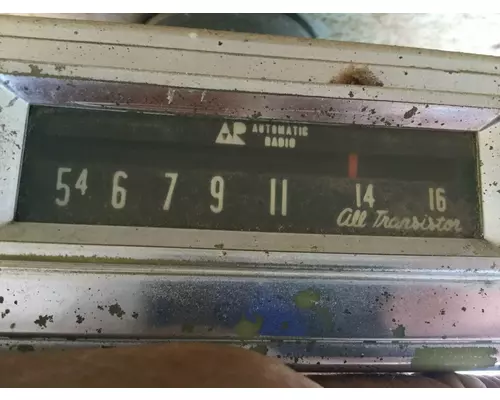 AR AUTOMATIC
RADIO
54 6 7 9 11 14 16
All Transistor